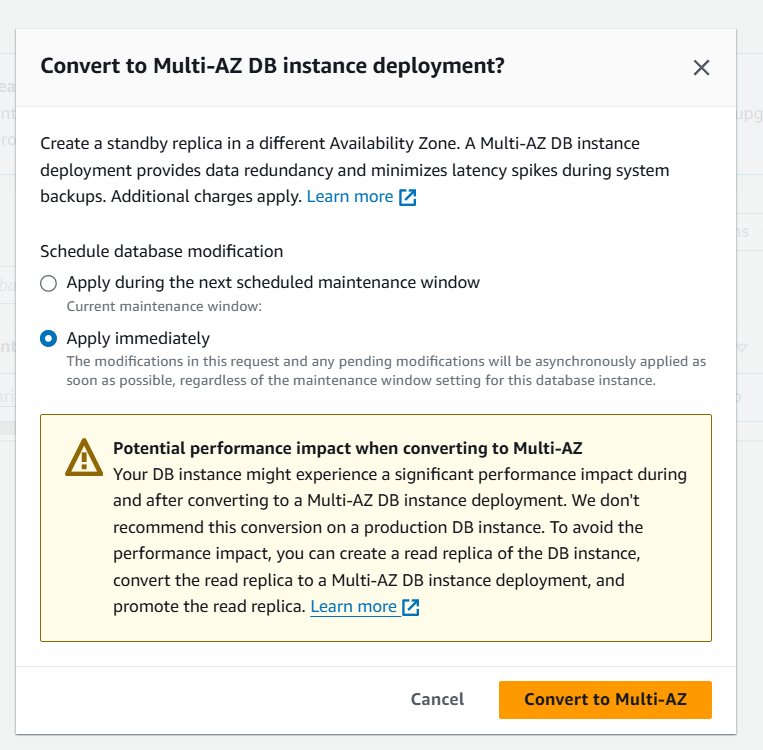 Convert to Multi-AZ DB instance deployment?
Create a standby replica in a different Availability Zone. A Multi-AZ DB instance
deployment provides data redundancy and minimizes latency spikes during system
backups. Additional charges apply. Learn more
Schedule database modification
Apply during the next scheduled maintenance window
Current maintenance window:
Apply immediately
The modifications in this request and any pending modifications will be asynchronously applied as
soon as possible, regardless of the maintenance window setting for this database instance.
Potential performance impact when converting to Multi-AZ
Your DB instance might experience a significant performance impact during
and after converting to a Multi-AZ DB instance deployment. We don't
recommend this conversion on a production DB instance. To avoid the
performance impact, you can create a read replica of the DB instance,
convert the read replica to a Multi-AZ DB instance deployment, and
promote the read replica. Learn more
Cancel
Convert to Multi-AZ